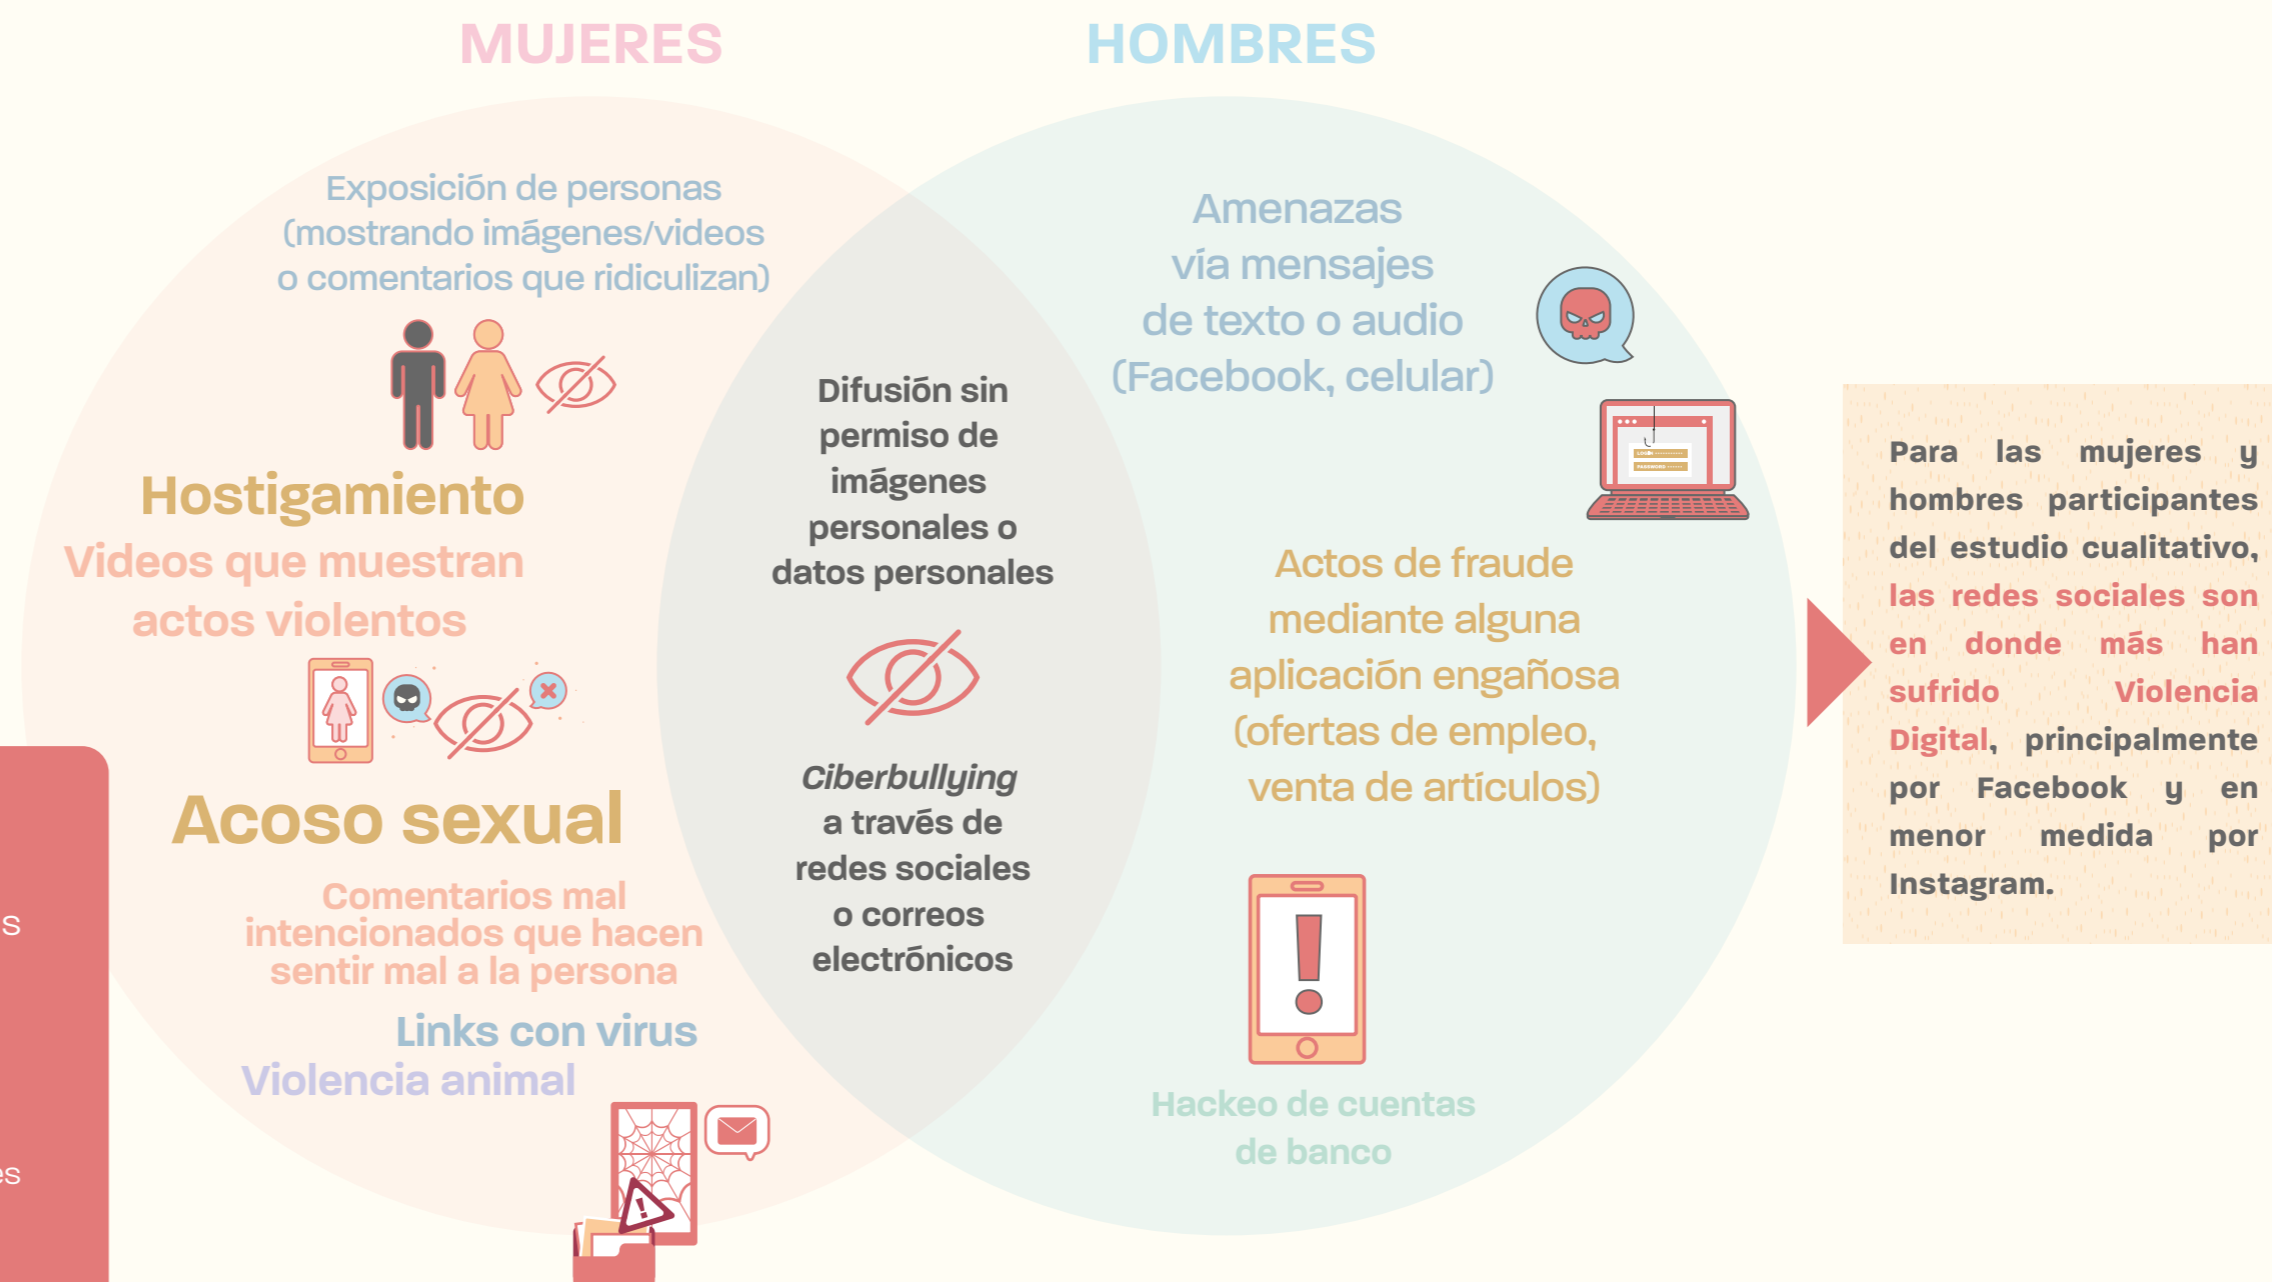 MUJERES
HOMBRES
Exposición de personas
(mostrando imágenes/videos
o comentarios que ridiculizan)
Hostigamiento
Videos que muestran
actos violentos
Acoso sexual
Comentarios mal
intencionados que hacen
sentir mal a la persona
Links con virus
Violencia animal
Difusión sin
permiso de
imágenes
personales o
datos personales
Ciberbullying
a través de
redes sociales
o correos
electrónicos
Amenazas
vía mensajes
de texto o audio
(Facebook, celular)
LOGIN
PASSWORD
Actos de fraude
mediante alguna
aplicación engañosa
(ofertas de empleo,
venta de artículos)
Hackeo de cuentas
de banco
Para las mujeres y
hombres participantes
del estudio cualitativo,
las redes sociales son
en donde más han
sufrido Violencia
Digital, principalmente
por Facebook y en
menor medida por
Instagram.